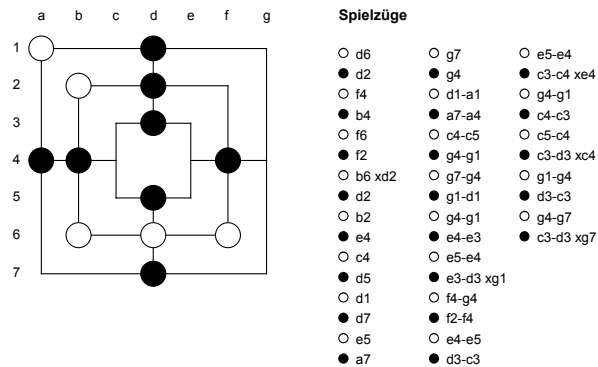 a b c d e f g
1
2
3
4
5
6
7
Spielzüge
d6
d2
f4
b4
f6
f2
b6 xd2
d2
b2
e4
c4
d5
d1
d7
e5
a7
g7
g4
d1-a1
a7-a4
c4-c5
g4-g1
g7-g4
g1-d1
g4-g1
e4-e3
e5-e4
e3-d3 xg1
f4-g4
f2-f4
e4-e5
d3-c3
e5-e4
c3-c4 xe4
g4-g1
c4-c3
c5-c4
c3-d3 xc4
g1-g4
d3-c3
g4-g7
c3-d3 xg7